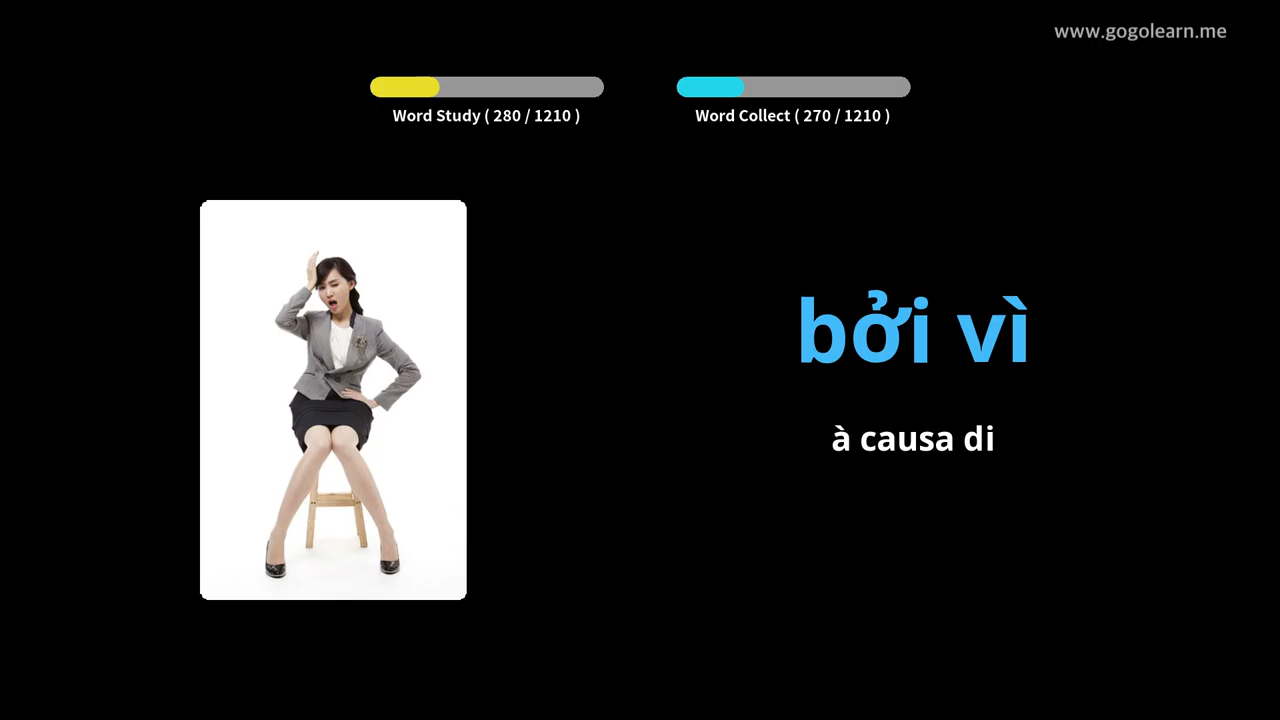 www.gogolearn.me
Word Study ( 280 / 1210 )
Word Collect ( 270 / 1210 )
bởi vì
à causa di